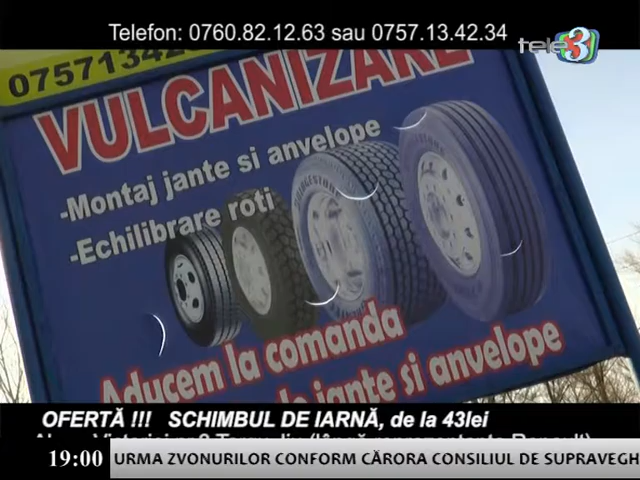 Telefon: 0760.82.12.63 sau 0757.13.42.34
tele3
VULCANIZARE
-Montaj jante si anvelope
-Echilibrare roti
BRIDGESTONE
Aducem la comanda
jante si anvelope
OFERTĂ !!! SCHIMBUL DE IARNĂ, de la 43lei
19:00 URMA ZVONURILOR CONFORM CĂRORA CONSILIUL DE SUPRAVEGH